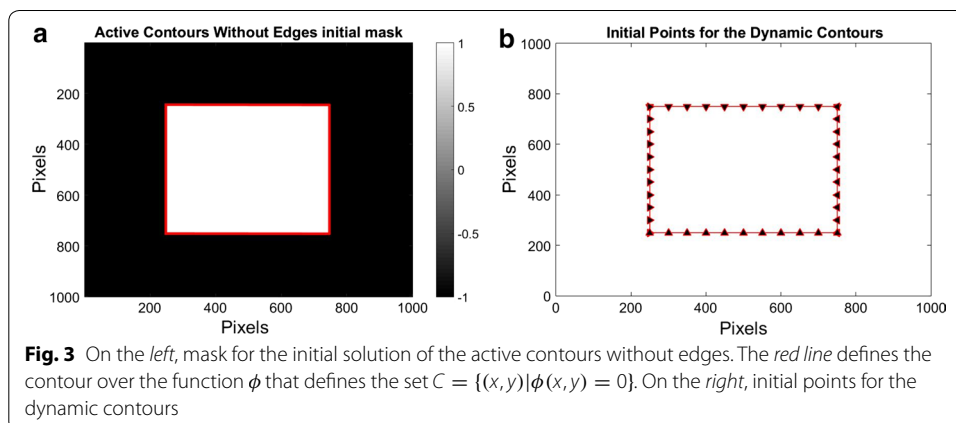 a
Active Contours Without Edges initial mask
200
400
600
800
1000
Pixels
200
400
600
800
1000
Pixels
1
0.5
0
-0.5
-1
b
Initial Points for the Dynamic Contours
1000
800
600
400
200
0
Pixels
0
200
400
600
800
1000
Pixels
Fig. 3 On the left, mask for the initial solution of the active contours without edges. The red line defines the
contour over the function ϕ that defines the set C = {(x, y)|ϕ(x, y) = 0}. On the right, initial points for the
dynamic contours